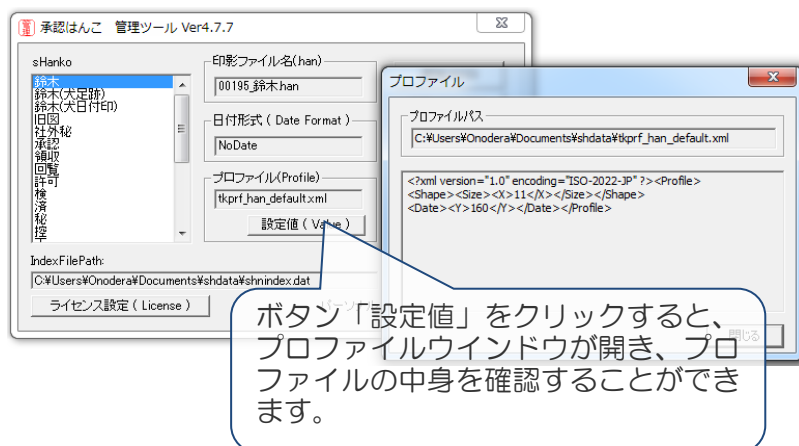 承認はんこ 管理ツール Ver4.7.7
sHanko
鈴木
鈴木(犬足跡)
鈴木(犬日付印)
旧図
社外秘
承認
領収
回覧
許可
検
済
秘
控
印影ファイル名(han)
00195_鈴木.han
日付形式 ( Date Format )
NoDate
プロファイル(Profile)
tkprf_han_default.xml
設定値 ( Value )
IndexFilePath:
C:¥Users¥Onodera¥Documents¥shdata¥shnindex.dat
ライセンス設定 ( License )
プロファイル
プロファイルパス
C:¥Users¥Onodera¥Documents¥shdata¥tkprf_han_default.xml
<?xml version="1.0" encoding="ISO-2022-JP" ?><Profile>
<Shape><Size><X>11</X></Size></Shape>
<Date><Y>160</Y></Date></Profile>
閉じる
ボタン「設定値」をクリックすると、
プロファイルウインドウが開き、プロ
ファイルの中身を確認することができ
ます。